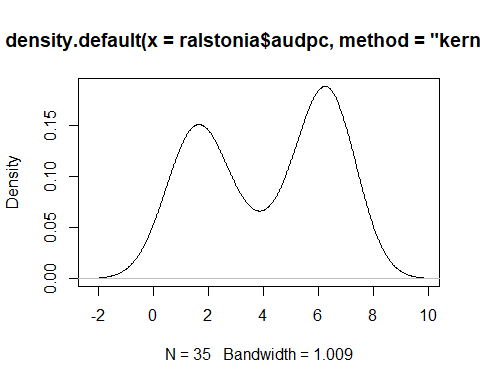 density.default(x = ralstonia$audpc, method = "kern
0.15
0.10
0.05
0.00
Density
-2 0 2 4 6 8 10
N = 35 Bandwidth = 1.009